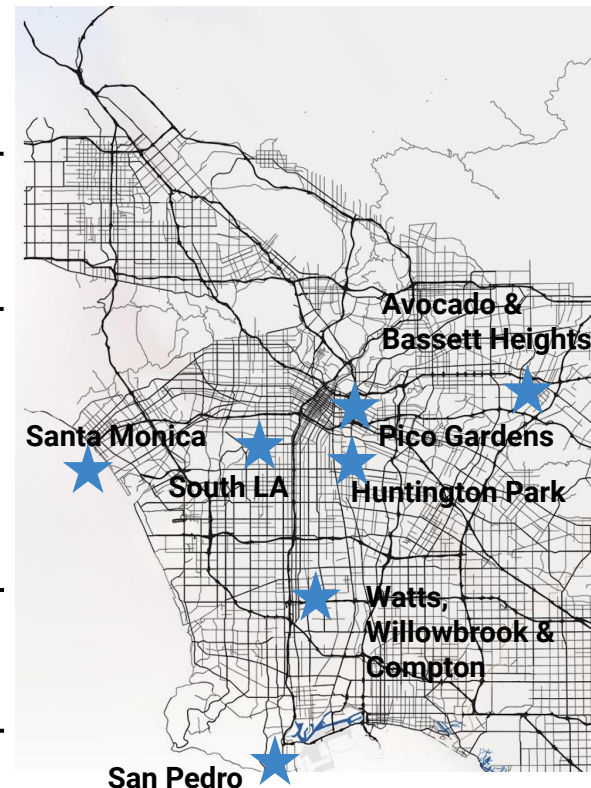 Avocado &
Bassett Heights
Santa Monica
Pico Gardens
South LA
Huntington Park
Watts,
Willowbrook &
Compton
San Pedro